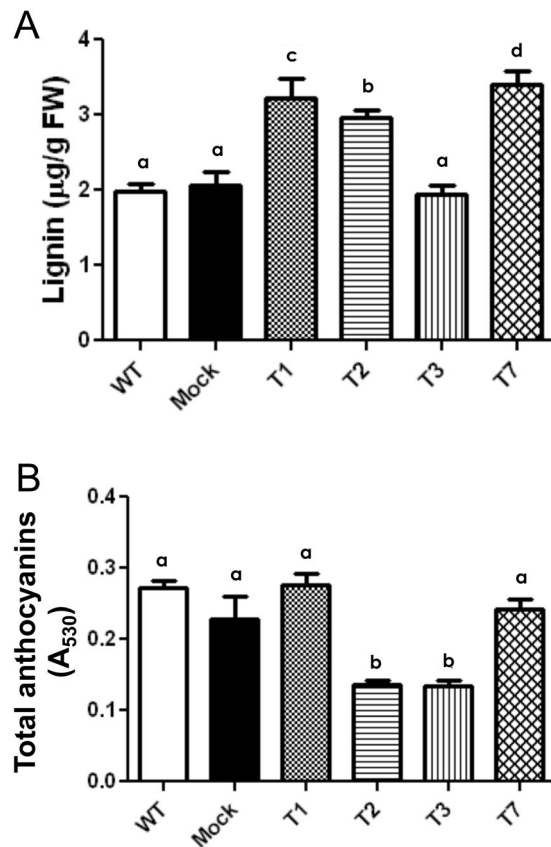 A
Lignin (µg/g FW)
4
3
2
1
0
a
a
c
b
a
d
WT
Mock
T1
T2
T3
T7
B
Total anthocyanins
(A530)
0.4
0.3
0.2
0.1
0.0
a
a
a
b
b
a
WT
Mock
T1
T2
T3
T7